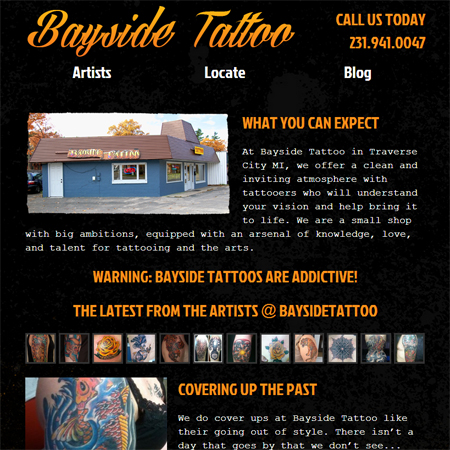 Bayside Tattoo
CALL US TODAY
231.941.0047
Artists Locate Blog
WHAT YOU CAN EXPECT
At Bayside Tattoo in Traverse
City MI, we offer a clean and
inviting atmosphere with
tattooers who will understand
your vision and help bring it
to life. We are a small shop
with big ambitions, equipped with an arsenal of knowledge, love,
and talent for tattooing and the arts.
WARNING: BAYSIDE TATTOOS ARE ADDICTIVE!
THE LATEST FROM THE ARTISTS @ BAYSIDETATTOO
COVERING UP THE PAST
We do cover ups at Bayside Tattoo like
their going out of style. There isn't a
day that goes by that we don't see...